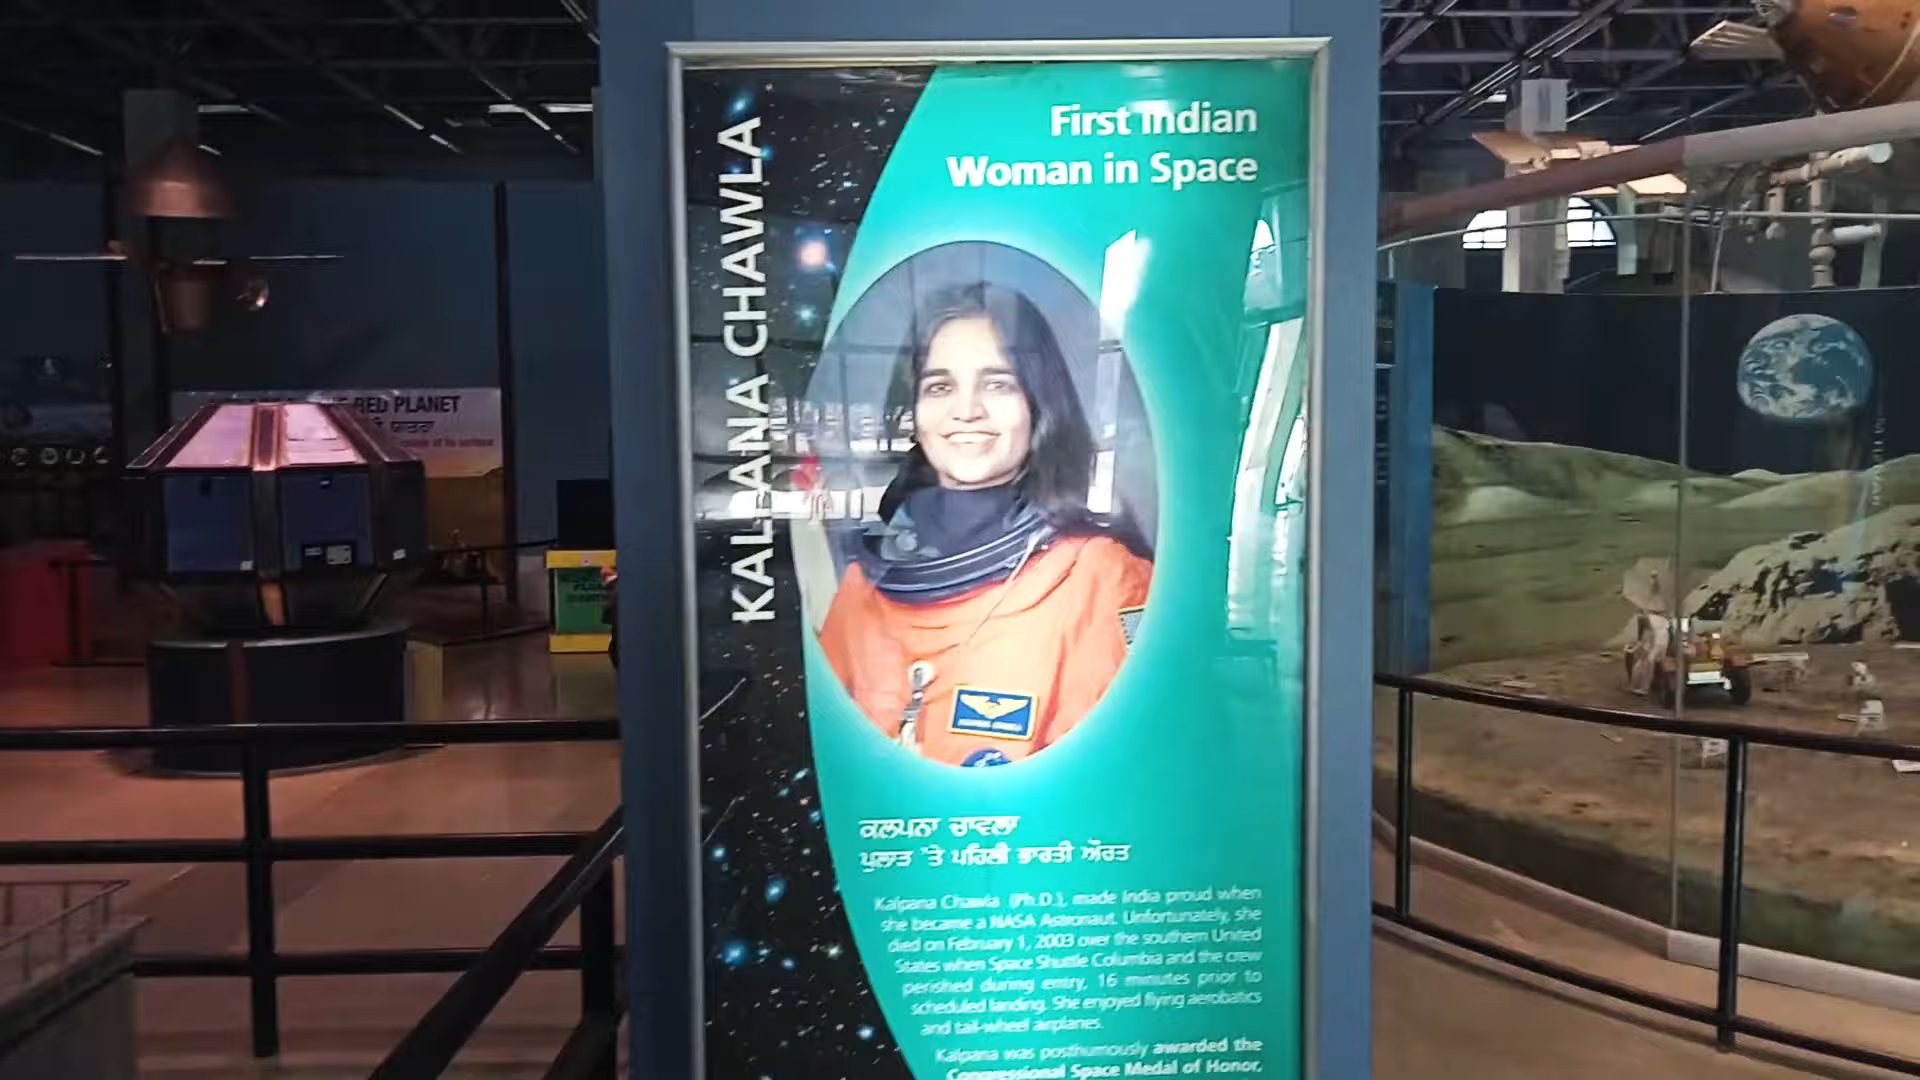 KALPANA CHAWLA
First Indian
Woman in Space
ਕਲਪਨਾ ਚਾਵਲਾ
ਪੁਲਾੜ 'ਤੇ ਪਹਿਲੀ ਭਾਰਤੀ ਔਰਤ
Kalpana Chawla (Ph.D.), made India proud when
she became a NASA Astronaut. Unfortunately, she
died on February 1, 2003 over the southern United
States when Space Shuttle Columbia and the crew
perished during entry, 16 minutes prior to
scheduled landing. She enjoyed flying aerobatics
and tail-wheel airplanes.
Kalpana was posthumously awarded the
Congressional Space Medal of Honor,
RED PLANET